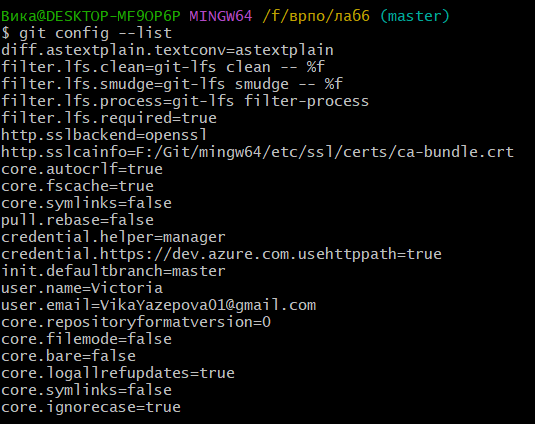 Вика@DESKTOP-MF9OP6P MINGW64 /f/врпо/ла66 (master)
$ git config --list
diff.astextplain.textconv=astextplain
filter.lfs.clean=git-lfs clean -- %f
filter.lfs.smudge=git-lfs smudge -- %f
filter.lfs.process=git-lfs filter-process
filter.lfs.required=true
http.sslbackend=openssl
http.sslcainfo=F:/Git/mingw64/etc/ssl/certs/ca-bundle.crt
core.autocrlf=true
core.fscache=true
core.symlinks=false
pull.rebase=false
credential.helper=manager
credential.https://dev.azure.com.usehttppath=true
init.defaultbranch=master
user.name=Victoria
user.email=VikaYazepova01@gmail.com
core.repositoryformatversion=0
core.filemode=false
core.bare=false
core.logallrefupdates=true
core.symlinks=false
core.ignorecase=true